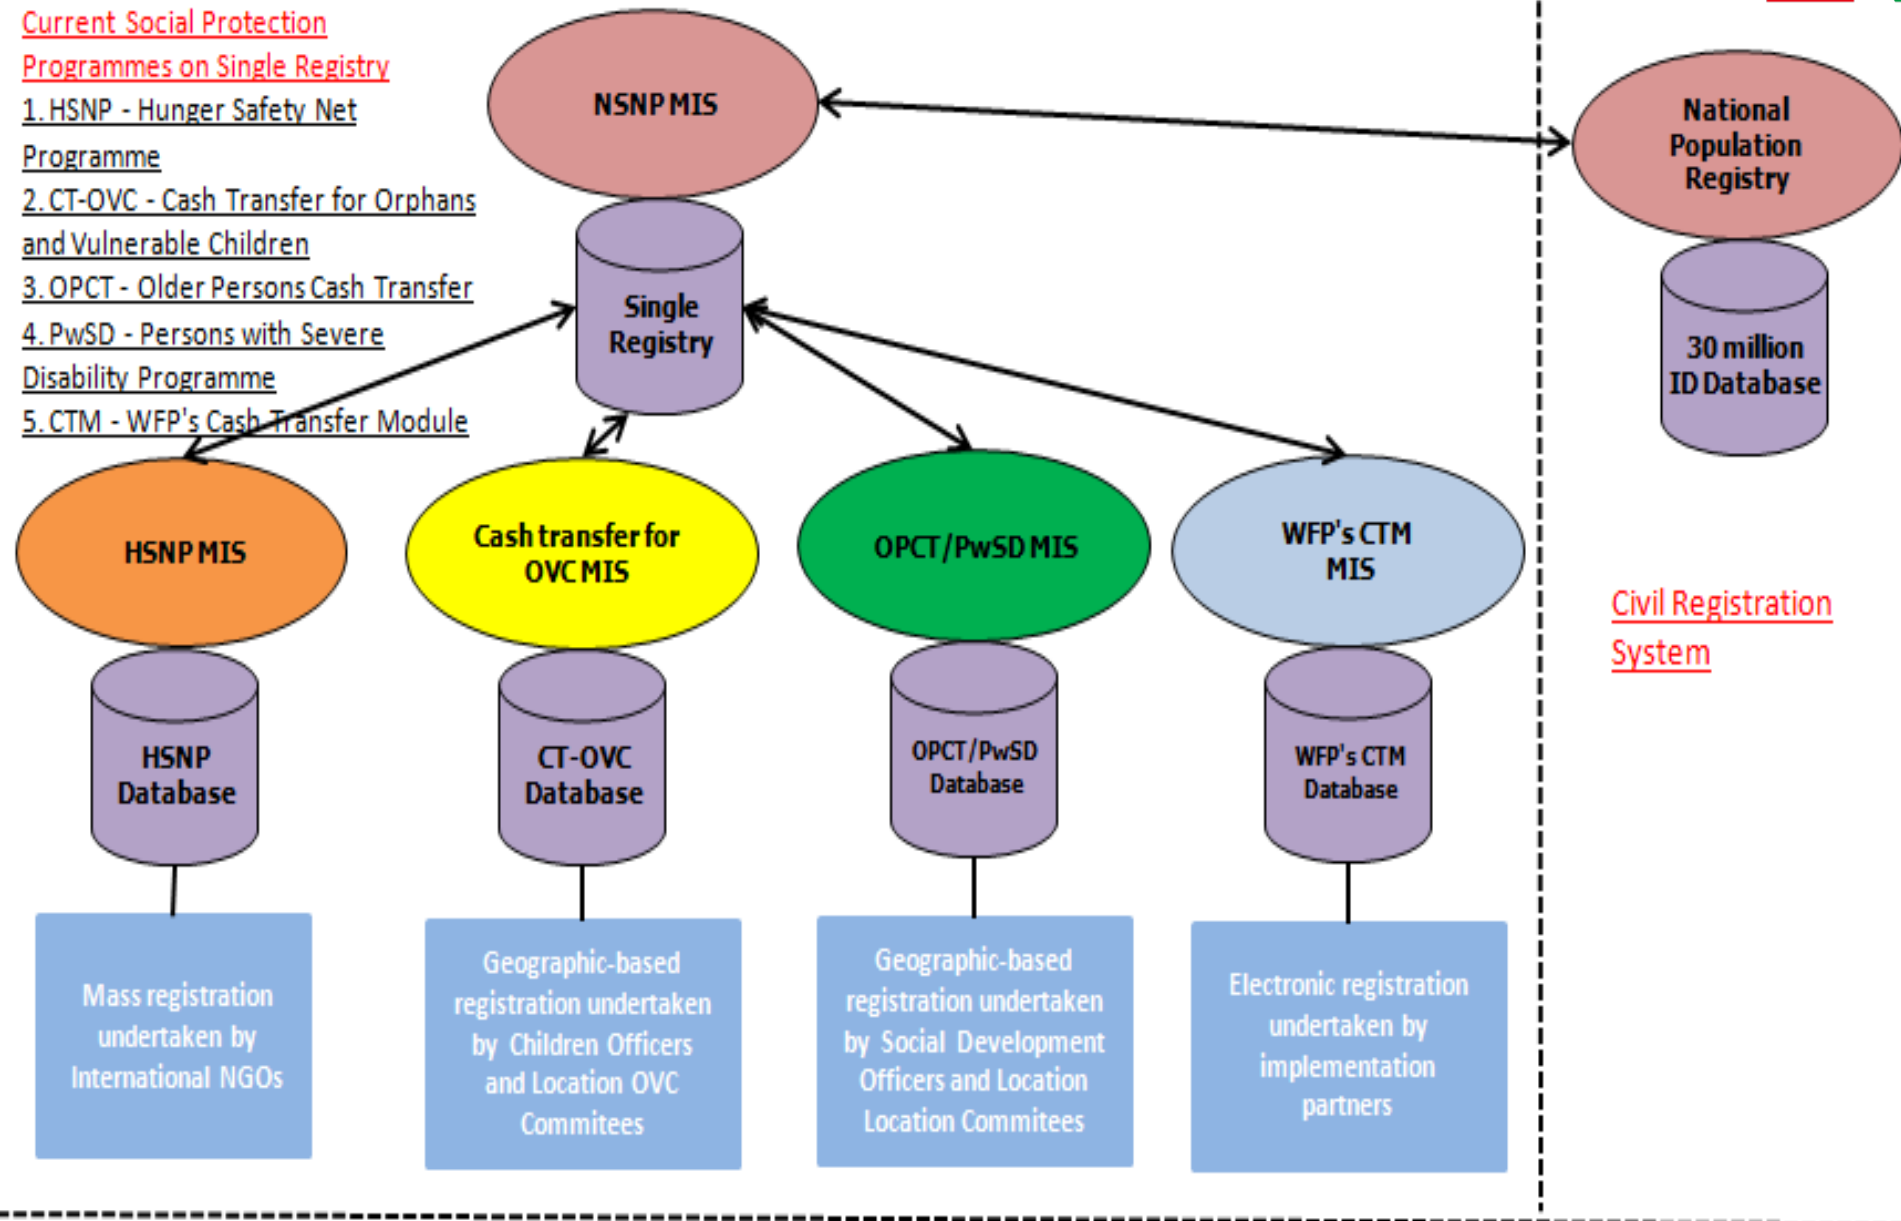 Current Social Protection
Programmes on Single Registry
1. HSNP - Hunger Safety Net
Programme
2. CT-OVC - Cash Transfer for Orphans
and Vulnerable Children
3. OPCT - Older Persons Cash Transfer
4. PwSD - Persons with Severe
Disability Programme
5. CTM - WFP's Cash Transfer Module
NSNP MIS
National
Population
Registry
Single
Registry
30 million
ID Database
HSNP MIS
Cash transfer for
OVC MIS
OPCT/PwSD MIS
WFP's CTM
MIS
Civil Registration
System
HSNP
Database
CT-OVC
Database
OPCT/PwSD
Database
WFP's CTM
Database
Mass registration
undertaken by
International NGOs
Geographic-based
registration undertaken
by Children Officers
and Location OVC
Commitees
Geographic-based
registration undertaken
by Social Development
Officers and Location
Location Commitees
Electronic registration
undertaken by
implementation
partners